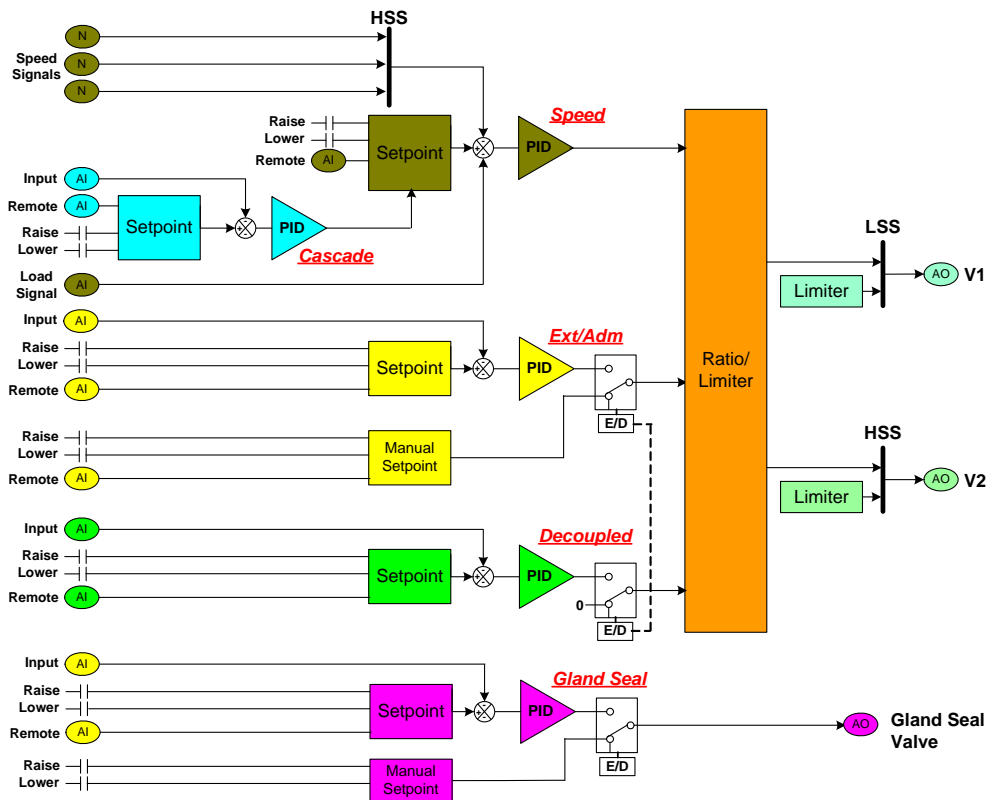 HSS
N
Speed
Signals
N
N
Speed
Raise
Lower
Remote
AI
Setpoint
PID
+
-
-
-
Input
AI
Remote
AI
Raise
Lower
Setpoint
+
-
PID
Cascade
Load
Signal
AI
LSS
Limiter
AO
V1
Input
AI
Raise
Lower
Remote
AI
Setpoint
+
-
PID
Ext/Adm
E/D
Ratio/
Limiter
Raise
Lower
Remote
AI
Manual
Setpoint
HSS
Limiter
AO
V2
Input
AI
Raise
Lower
Remote
AI
Setpoint
+
-
PID
Decoupled
0
E/D
Input
AI
Raise
Lower
Remote
AI
Setpoint
+
-
PID
Gland Seal
E/D
AO
Gland Seal
Valve
Raise
Lower
Manual
Setpoint